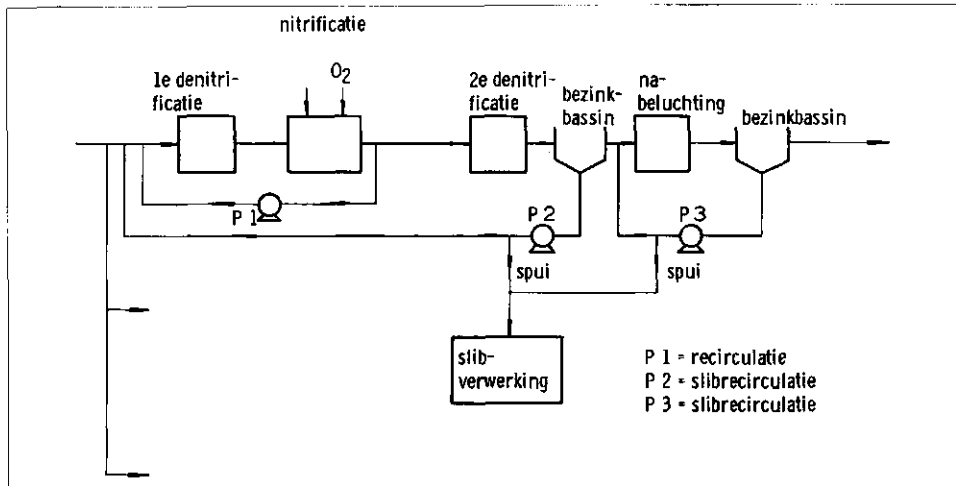 nitrificatie
1e denitri-
ficatie
O2
2e denitri-
ficatie
bezink-
bassin
na-
beluchting
bezinkbassin
P 1
P 2
P 3
spui
spui
slib-
verwerking
P 1 = recirculatie
P 2 = slibrecirculatie
P 3 = slibrecirculatie